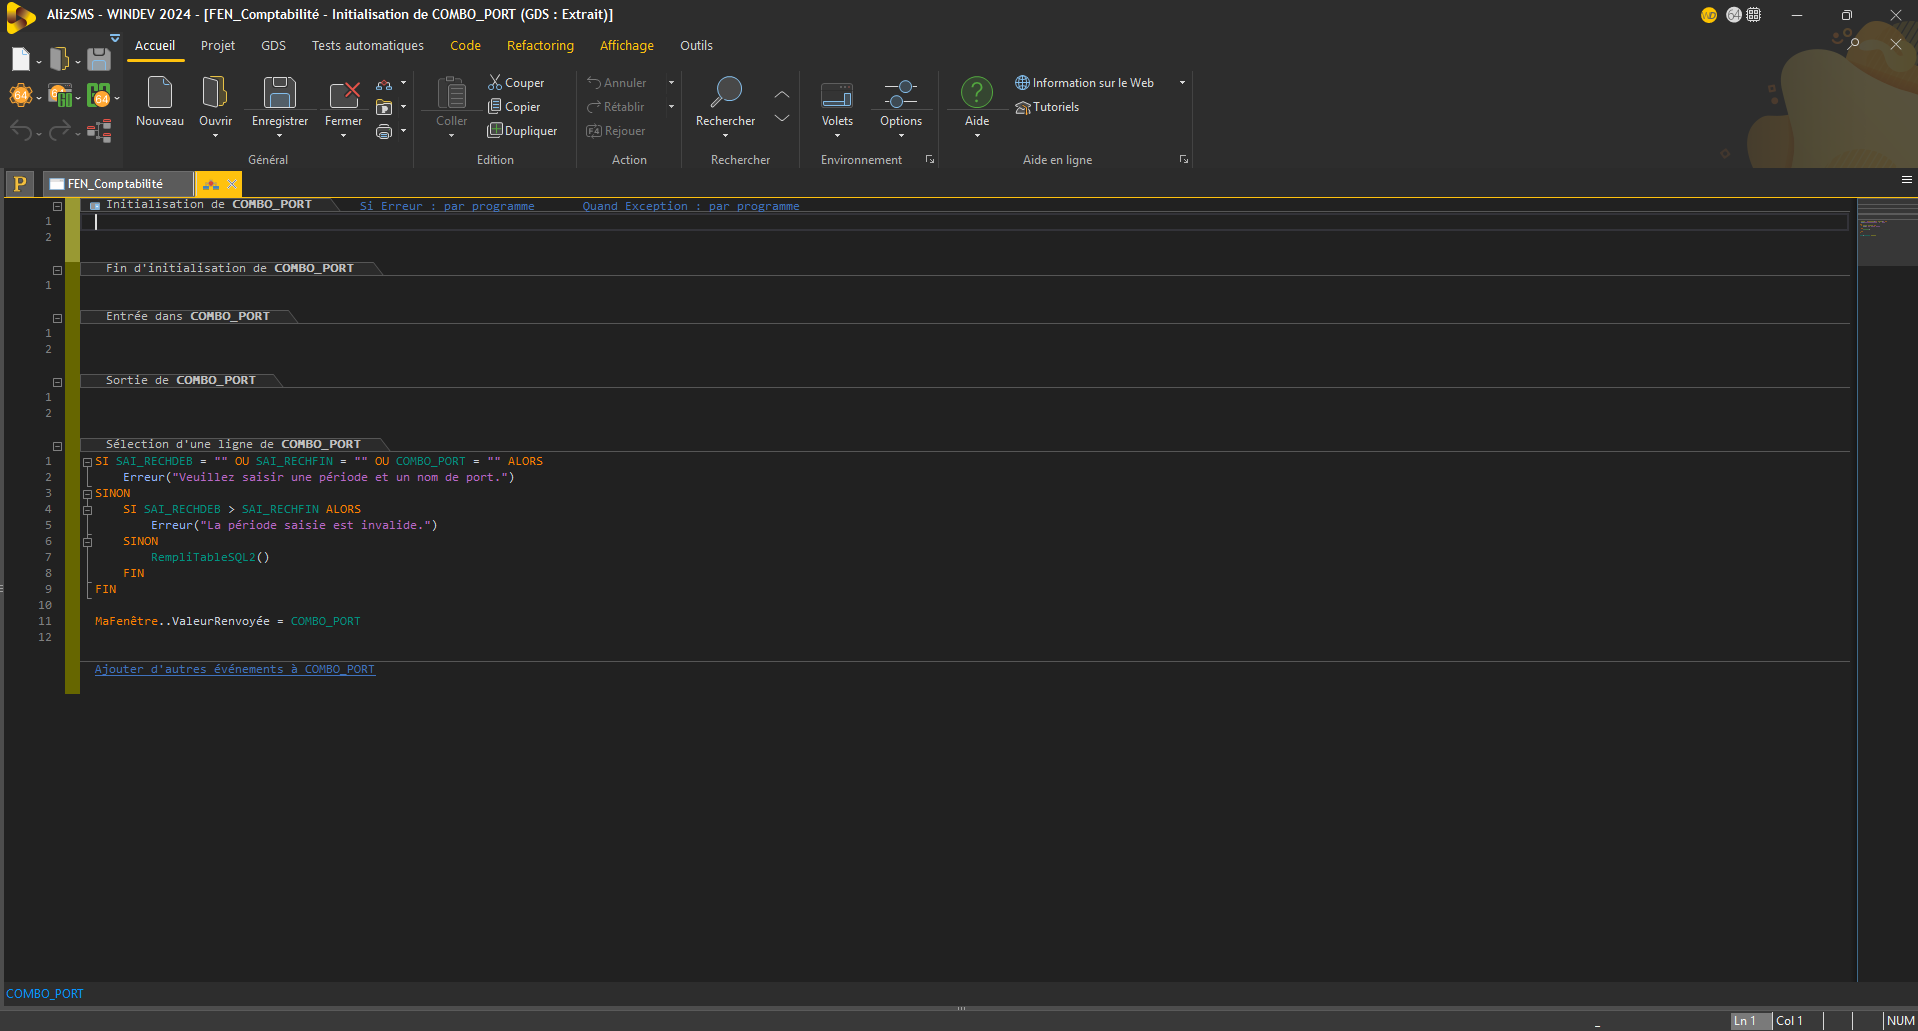 AlizSMS - WINDEV 2024 - [FEN_Comptabilité - Initialisation de COMBO_PORT (GDS : Extrait)]
WD 64
Accueil Projet GDS Tests automatiques Code Refactoring Affichage Outils
Nouveau Ouvrir Enregistrer Fermer
Général
Coller Couper Copier Dupliquer
Edition
Annuler Rétablir Rejouer
Action
Rechercher
Rechercher
Volets Options
Environnement
Aide Information sur le Web Tutoriels
Aide en ligne
P FEN_Comptabilité
Initialisation de COMBO_PORT Si Erreur : par programme Quand Exception : par programme
1
2
Fin d'initialisation de COMBO_PORT
1
Entrée dans COMBO_PORT
1
2
Sortie de COMBO_PORT
1
2
Sélection d'une ligne de COMBO_PORT
1 SI SAI_RECHDEB = "" OU SAI_RECHFIN = "" OU COMBO_PORT = "" ALORS
2 Erreur("Veuillez saisir une période et un nom de port.")
3 SINON
4 SI SAI_RECHDEB > SAI_RECHFIN ALORS
5 Erreur("La période saisie est invalide.")
6 SINON
7 RempliTableSQL2()
8 FIN
9 FIN
10
11 MaFenêtre..ValeurRenvoyée = COMBO_PORT
12
Ajouter d'autres événements à COMBO_PORT
COMBO_PORT
Ln 1 Col 1 NUM